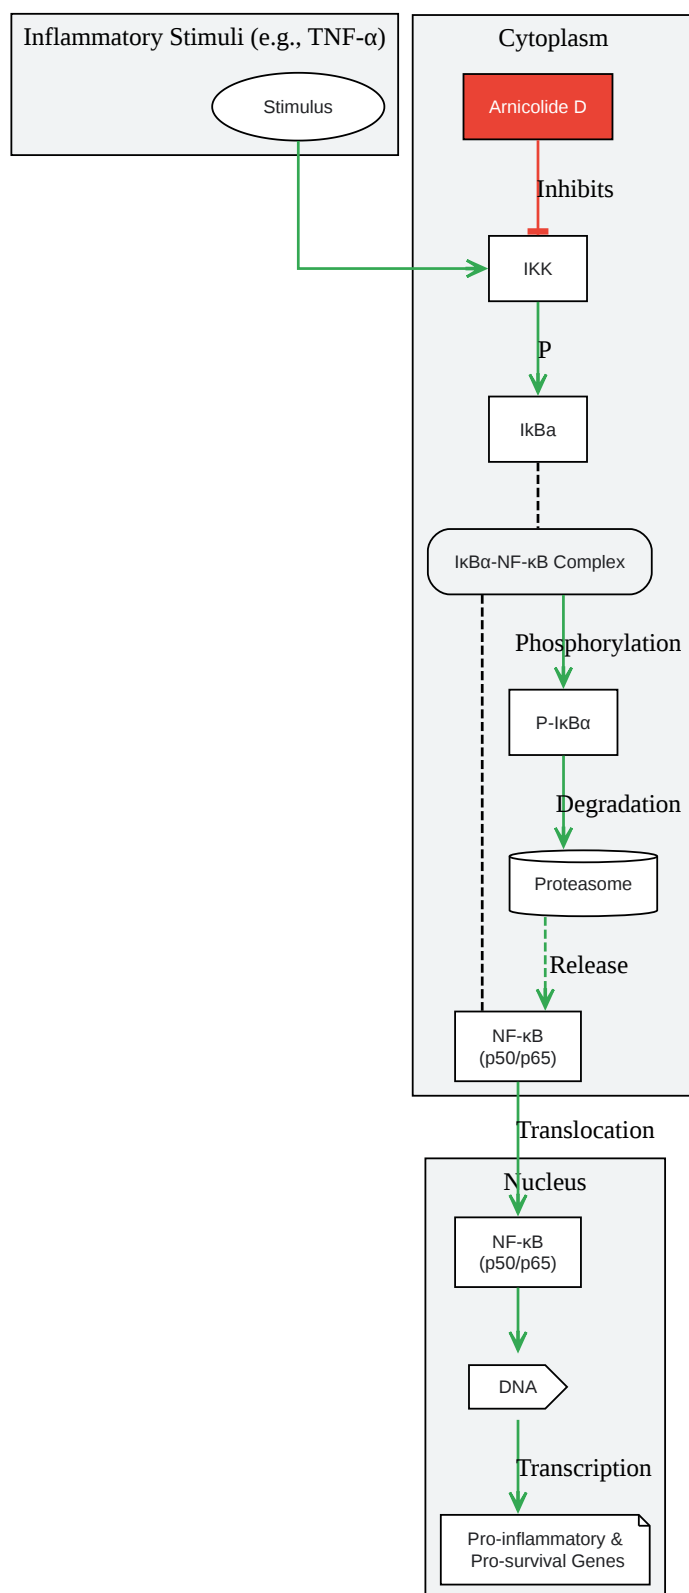 Inflammatory Stimuli (e.g., TNF-α)
Stimulus
Cytoplasm
Arnicolide D
Inhibits
IKK
P
IkBa
IκBα-NF-κB Complex
Phosphorylation
P-IκBα
Degradation
Proteasome
Release
NF-κB
(p50/p65)
Translocation
Nucleus
NF-κB
(p50/p65)
DNA
Transcription
Pro-inflammatory &
Pro-survival Genes